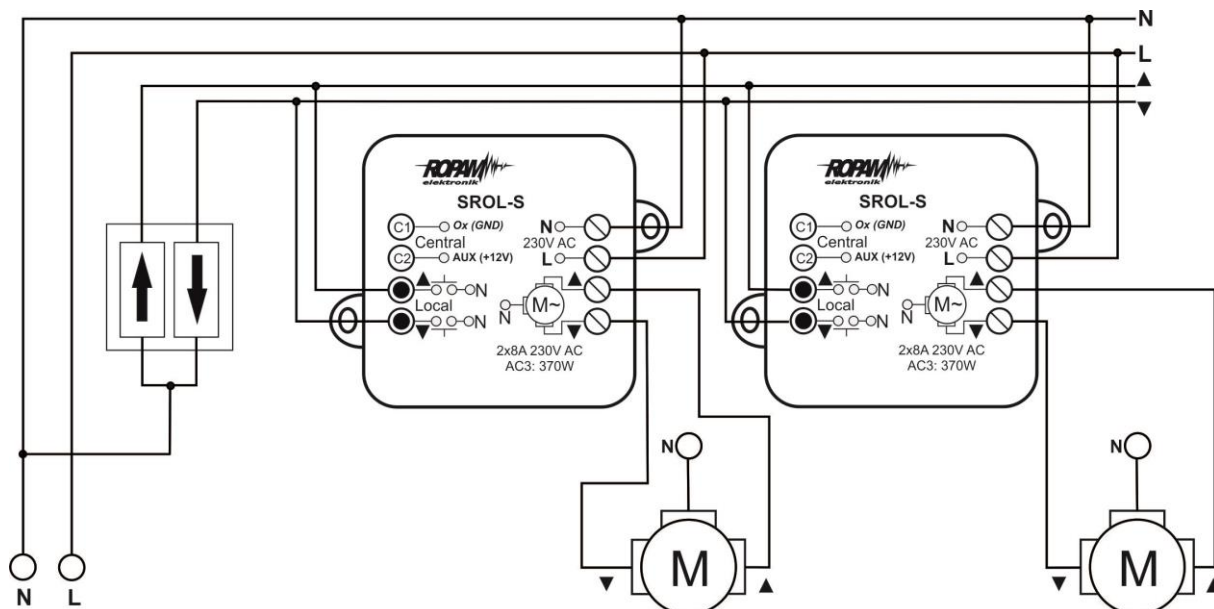 N
L
▲
▼
ROPAM
elektronik
SROL-S
C1 Ox (GND)
Central
C2 AUX (+12V)
▲ N
Local
▼ N
N
230V AC
L
▲
M~
N
▼
2x8A 230V AC
AC3: 370W
ROPAM
elektronik
SROL-S
C1 Ox (GND)
Central
C2 AUX (+12V)
▲ N
Local
▼ N
N
230V AC
L
▲
M~
N
▼
2x8A 230V AC
AC3: 370W
N
M
▼ ▲
N
M
▼ ▲
N L